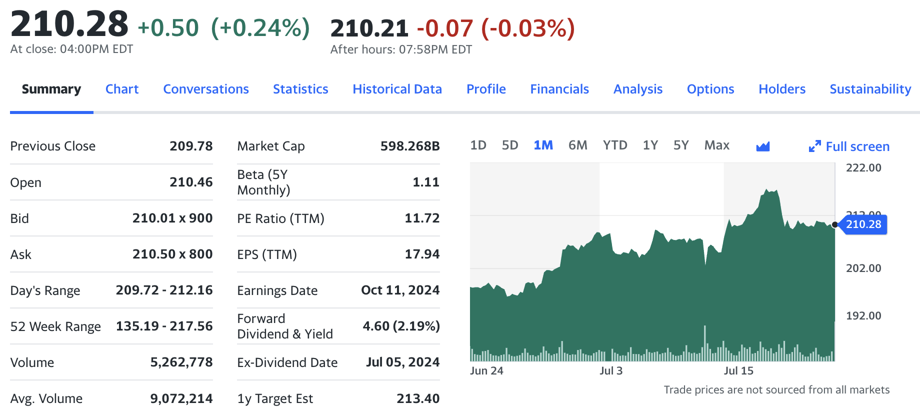 210.28 +0.50 (+0.24%) 210.21 -0.07 (-0.03%)
At close: 04:00PM EDT After hours: 07:58PM EDT
Summary Chart Conversations Statistics Historical Data Profile Financials Analysis Options Holders Sustainability
Previous Close 209.78
Open 210.46
Bid 210.01 x 900
Ask 210.50 x 800
Day's Range 209.72 - 212.16
52 Week Range 135.19 - 217.56
Volume 5,262,778
Avg. Volume 9,072,214
Market Cap 598.268B
Beta (5Y
Monthly) 1.11
PE Ratio (TTM) 11.72
EPS (TTM) 17.94
Earnings Date Oct 11, 2024
Forward
Dividend & Yield 4.60 (2.19%)
Ex-Dividend Date Jul 05, 2024
1y Target Est 213.40
1D 5D 1M 6M YTD 1Y 5Y Max Full screen
222.00
212.00
210.28
202.00
192.00
Jun 24 Jul 3 Jul 15
Trade prices are not sourced from all markets